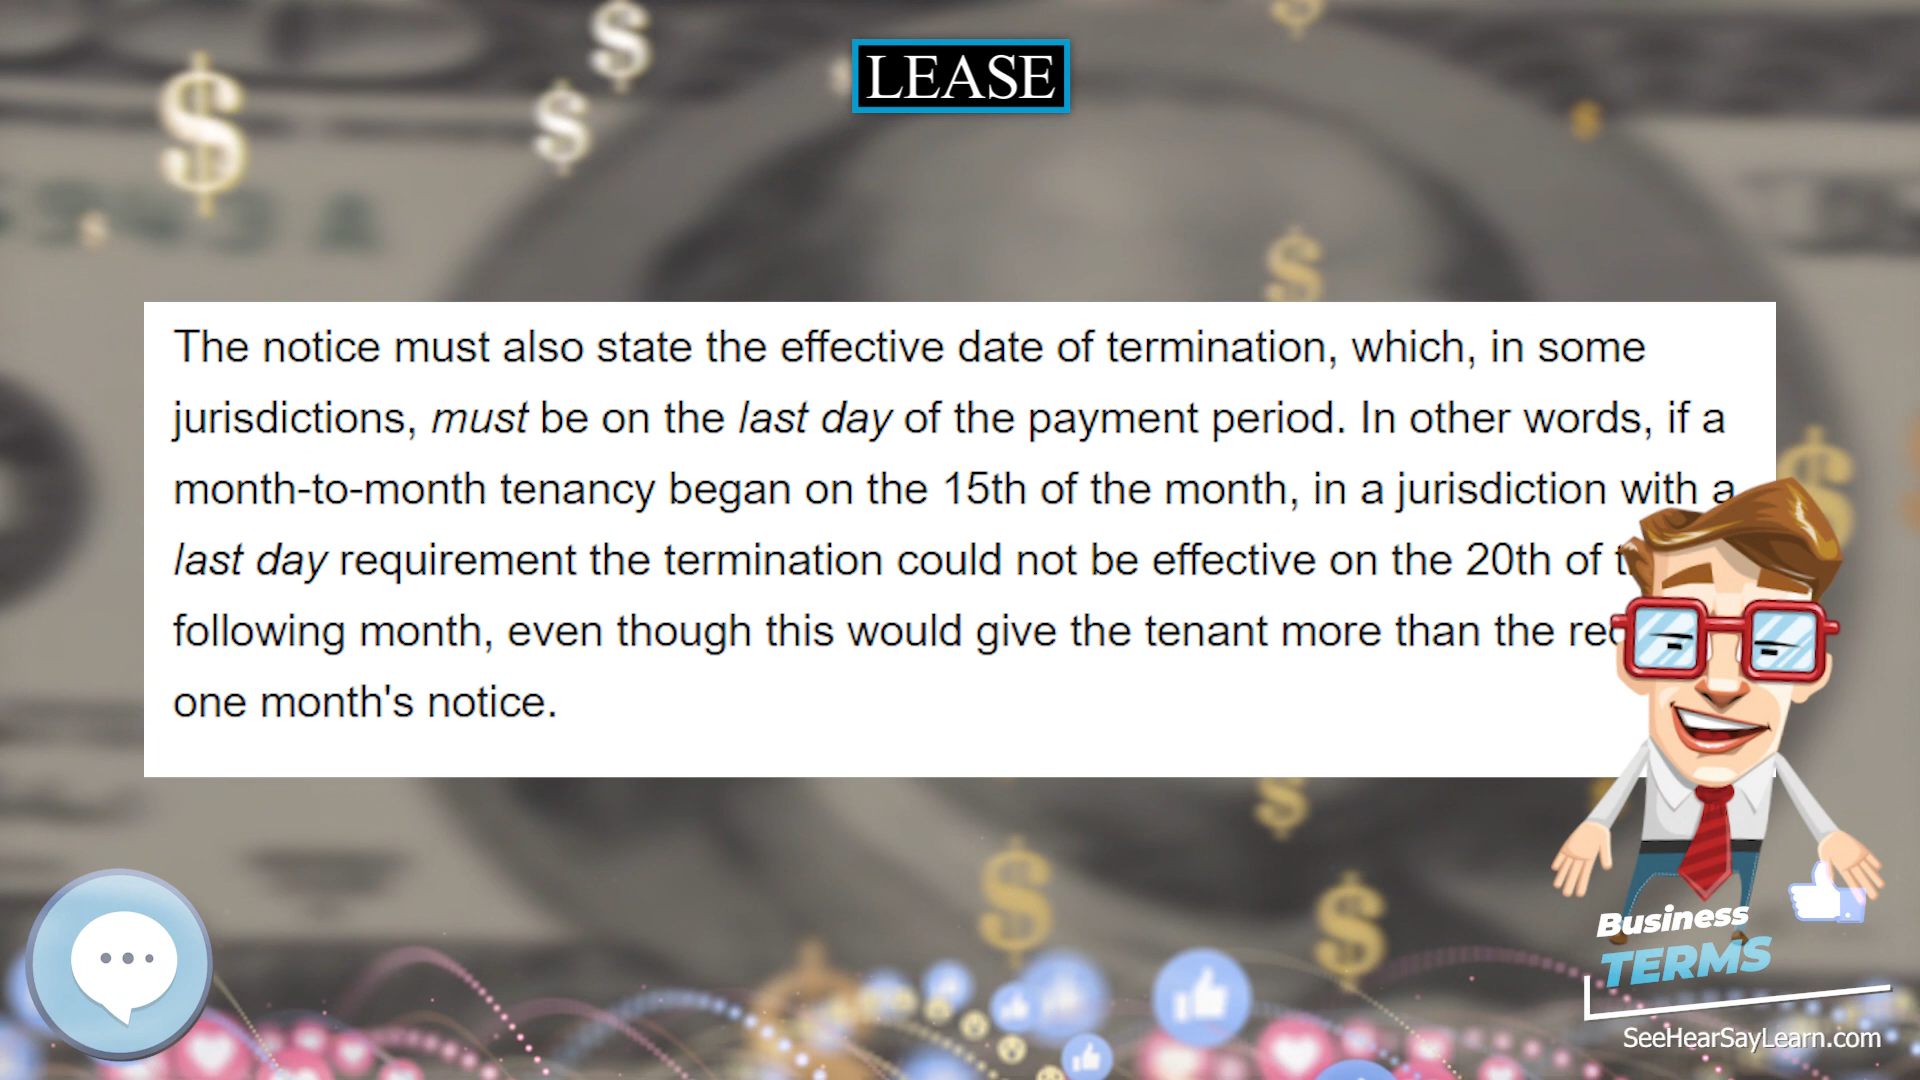 LEASE
The notice must also state the effective date of termination, which, in some
jurisdictions, must be on the last day of the payment period. In other words, if a
month-to-month tenancy began on the 15th of the month, in a jurisdiction with a
last day requirement the termination could not be effective on the 20th of
following month, even though this would give the tenant more than the
one month's notice.
Business
TERMS
SeeHearSayLearn.com